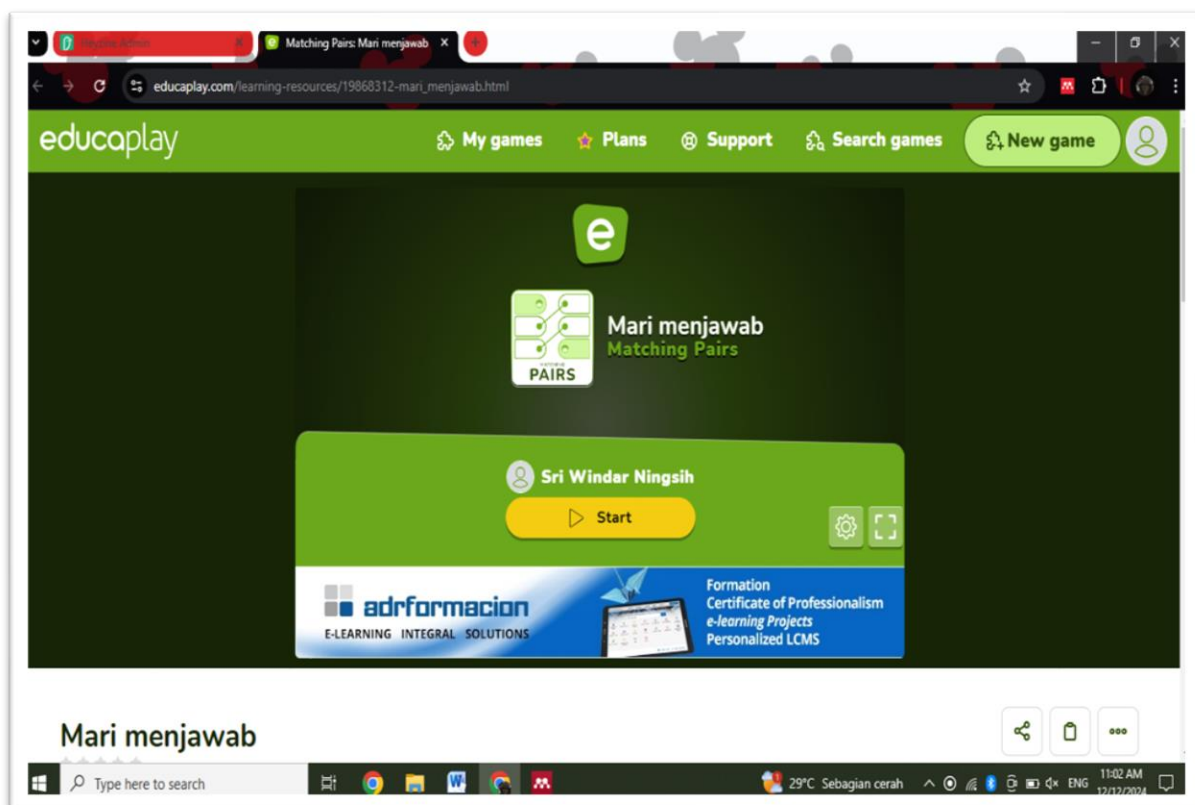 Matching Pairs: Mari menjawab
educaplay.com/learning-resources/19868312-mari_menjawab.html
educaplay
My games
Plans
Support
Search games
New game
e
PAIRS
Mari menjawab
Matching Pairs
Sri Windar Ningsih
Start
adrformacion
E-LEARNING INTEGRAL SOLUTIONS
Formation
Certificate of Professionalism
e-learning Projects
Personalized LCMS
Mari menjawab
Type here to search
29°C Sebagian cerah
ENG
11:02 AM
12/12/2024